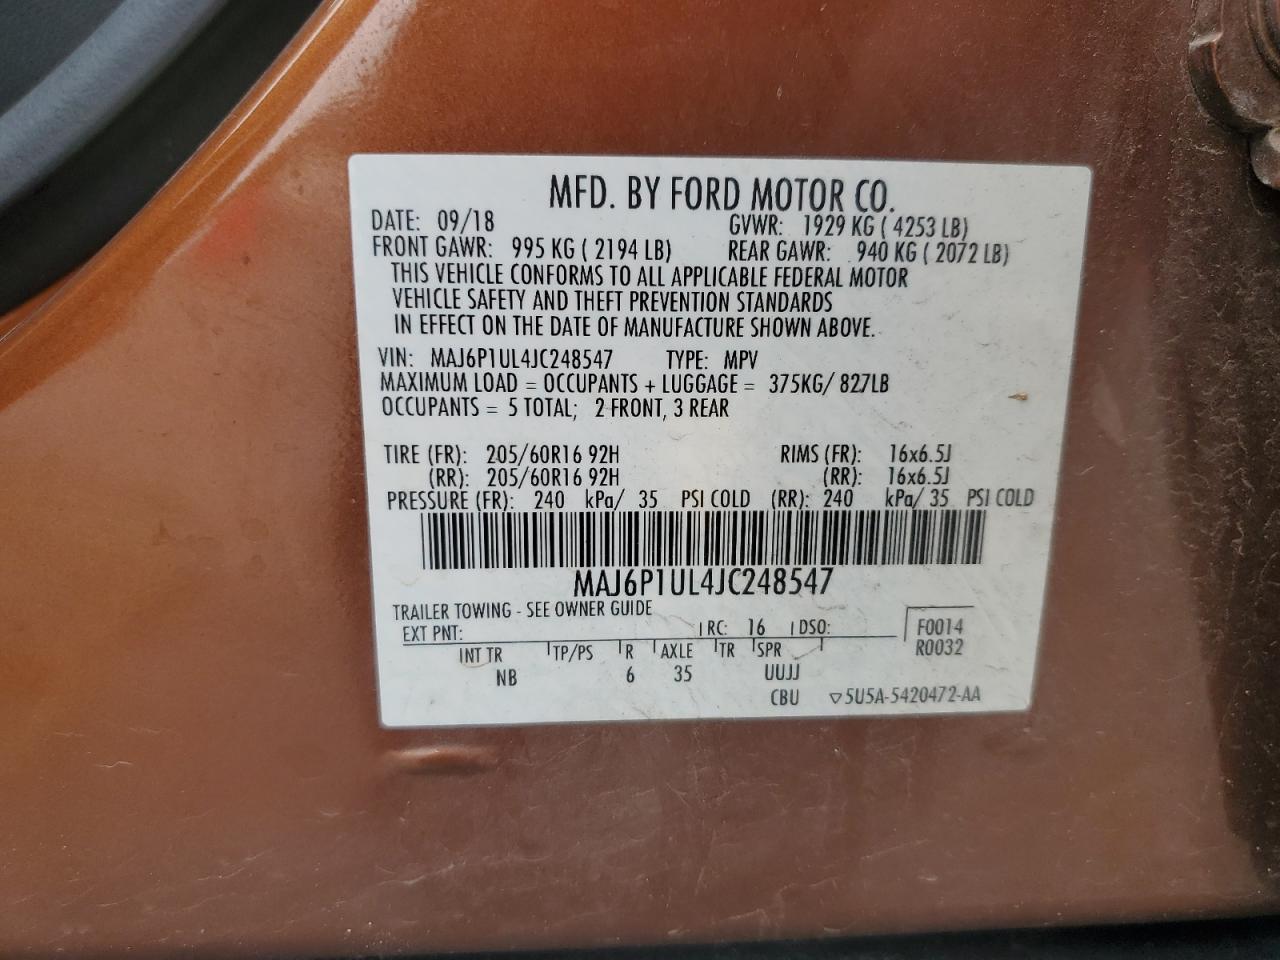 MFD. BY FORD MOTOR CO.
DATE: 09/18 GVWR: 1929 KG ( 4253 LB)
FRONT GAWR: 995 KG ( 2194 LB) REAR GAWR: 940 KG ( 2072 LB)
THIS VEHICLE CONFORMS TO ALL APPLICABLE FEDERAL MOTOR
VEHICLE SAFETY AND THEFT PREVENTION STANDARDS
IN EFFECT ON THE DATE OF MANUFACTURE SHOWN ABOVE.
VIN: MAJ6P1UL4JC248547 TYPE: MPV
MAXIMUM LOAD = OCCUPANTS + LUGGAGE = 375KG/ 827LB
OCCUPANTS = 5 TOTAL; 2 FRONT, 3 REAR
TIRE (FR): 205/60R16 92H RIMS (FR): 16x6.5J
(RR): 205/60R16 92H (RR): 16x6.5J
PRESSURE (FR): 240 kPa/ 35 PSI COLD (RR): 240 kPa/ 35 PSI COLD
MAJ6P1UL4JC248547
TRAILER TOWING - SEE OWNER GUIDE
EXT PNT: RC: 16 DSO: F0014
INT TR TP/PS R AXLE TR SPR R0032
NB 6 35 UUJJ
CBU ▽5U5A-5420472-AA